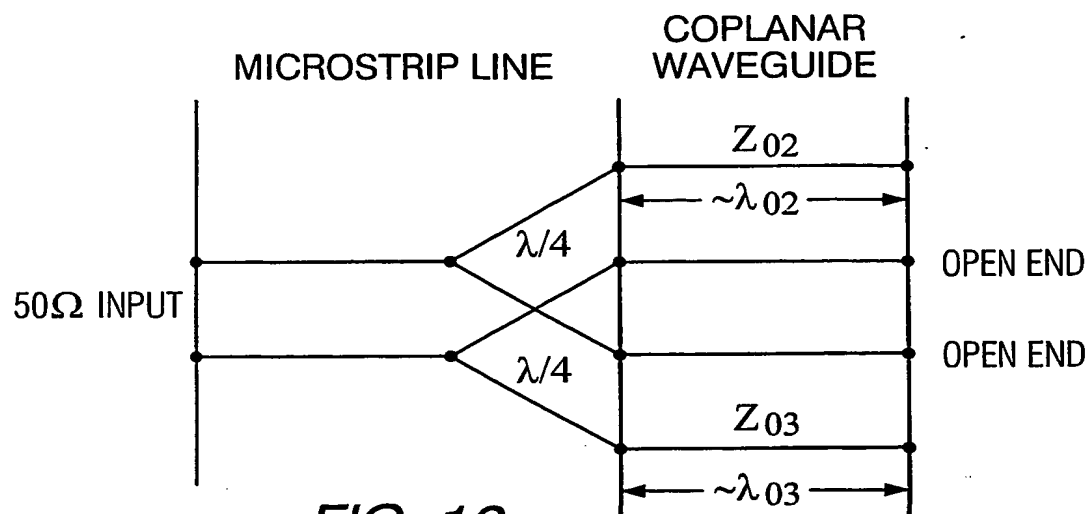 COPLANAR
WAVEGUIDE
MICROSTRIP LINE
Z02
~λ02
λ/4
OPEN END
50Ω INPUT
OPEN END
λ/4
Z03
~λ03